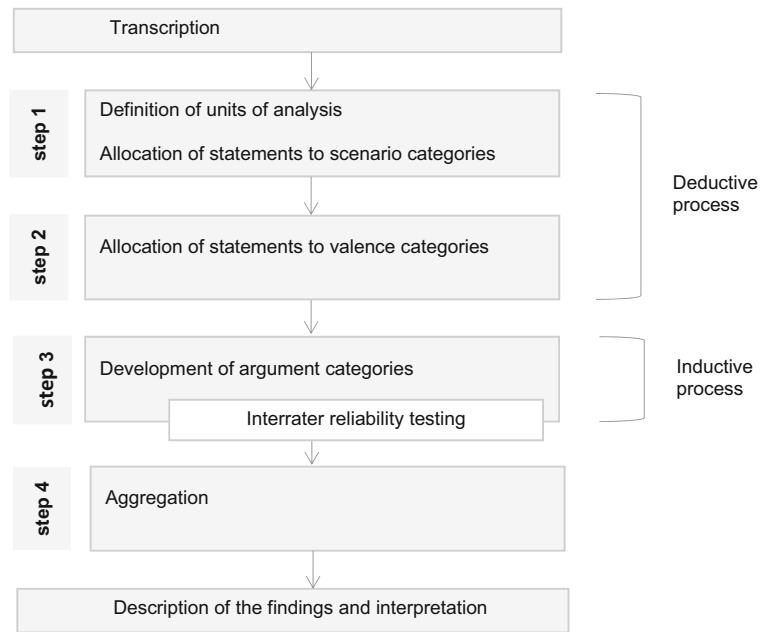 Transcription
step 1
Definition of units of analysis
Allocation of statements to scenario categories
Deductive
process
step 2
Allocation of statements to valence categories
step 3
Development of argument categories
Inductive
process
Interrater reliability testing
step 4
Aggregation
Description of the findings and interpretation